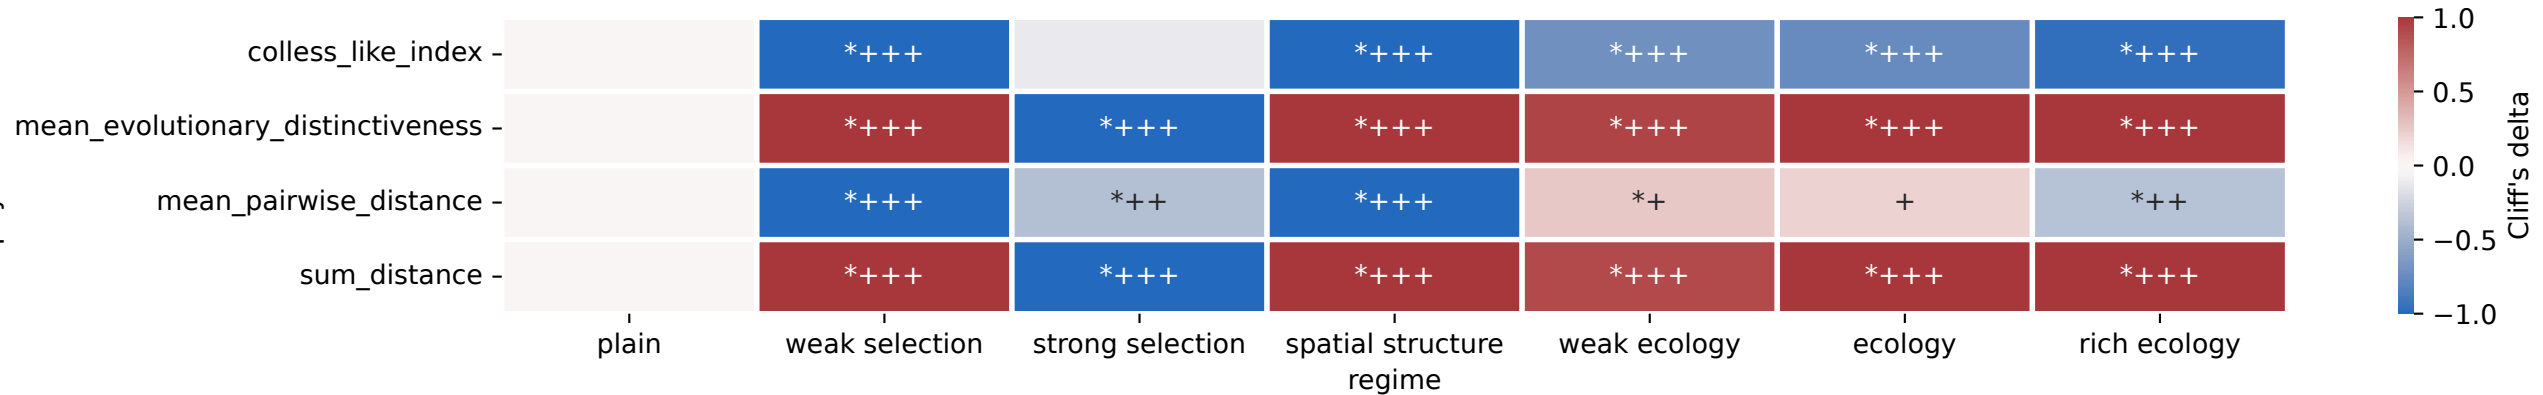 colless_like_index *+++ *+++ *+++ *+++ *+++
mean_evolutionary_distinctiveness *+++ *+++ *+++ *+++ *+++ *+++
mean_pairwise_distance *+++ *++ *+++ *+ + *++
sum_distance *+++ *+++ *+++ *+++ *+++ *+++
plain weak selection strong selection spatial structure weak ecology ecology rich ecology
regime
1.0
0.5
0.0
−0.5
−1.0
Cliff's delta